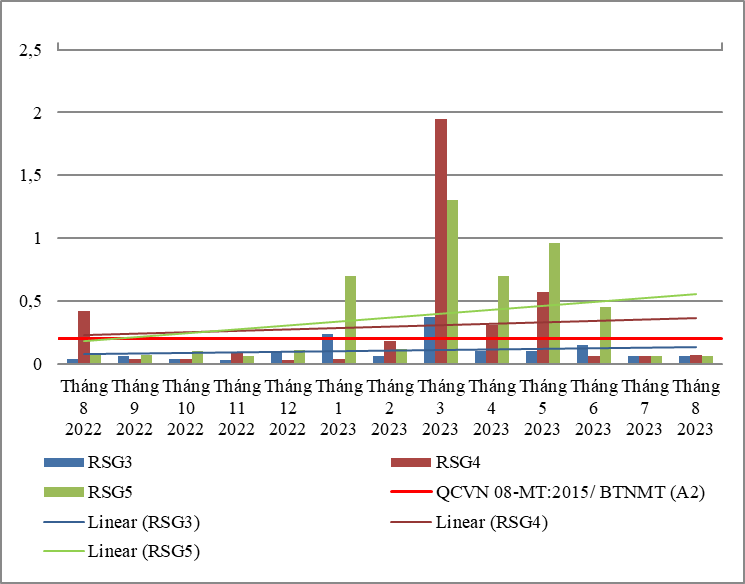 2,5
2
1,5
1
0,5
0
Tháng 8 2022
Tháng 9 2022
Tháng 10 2022
Tháng 11 2022
Tháng 12 2022
Tháng 1 2023
Tháng 2 2023
Tháng 3 2023
Tháng 4 2023
Tháng 5 2023
Tháng 6 2023
Tháng 7 2023
Tháng 8 2023
RSG3
RSG4
RSG5
QCVN 08-MT:2015/ BTNMT (A2)
Linear (RSG3)
Linear (RSG4)
Linear (RSG5)